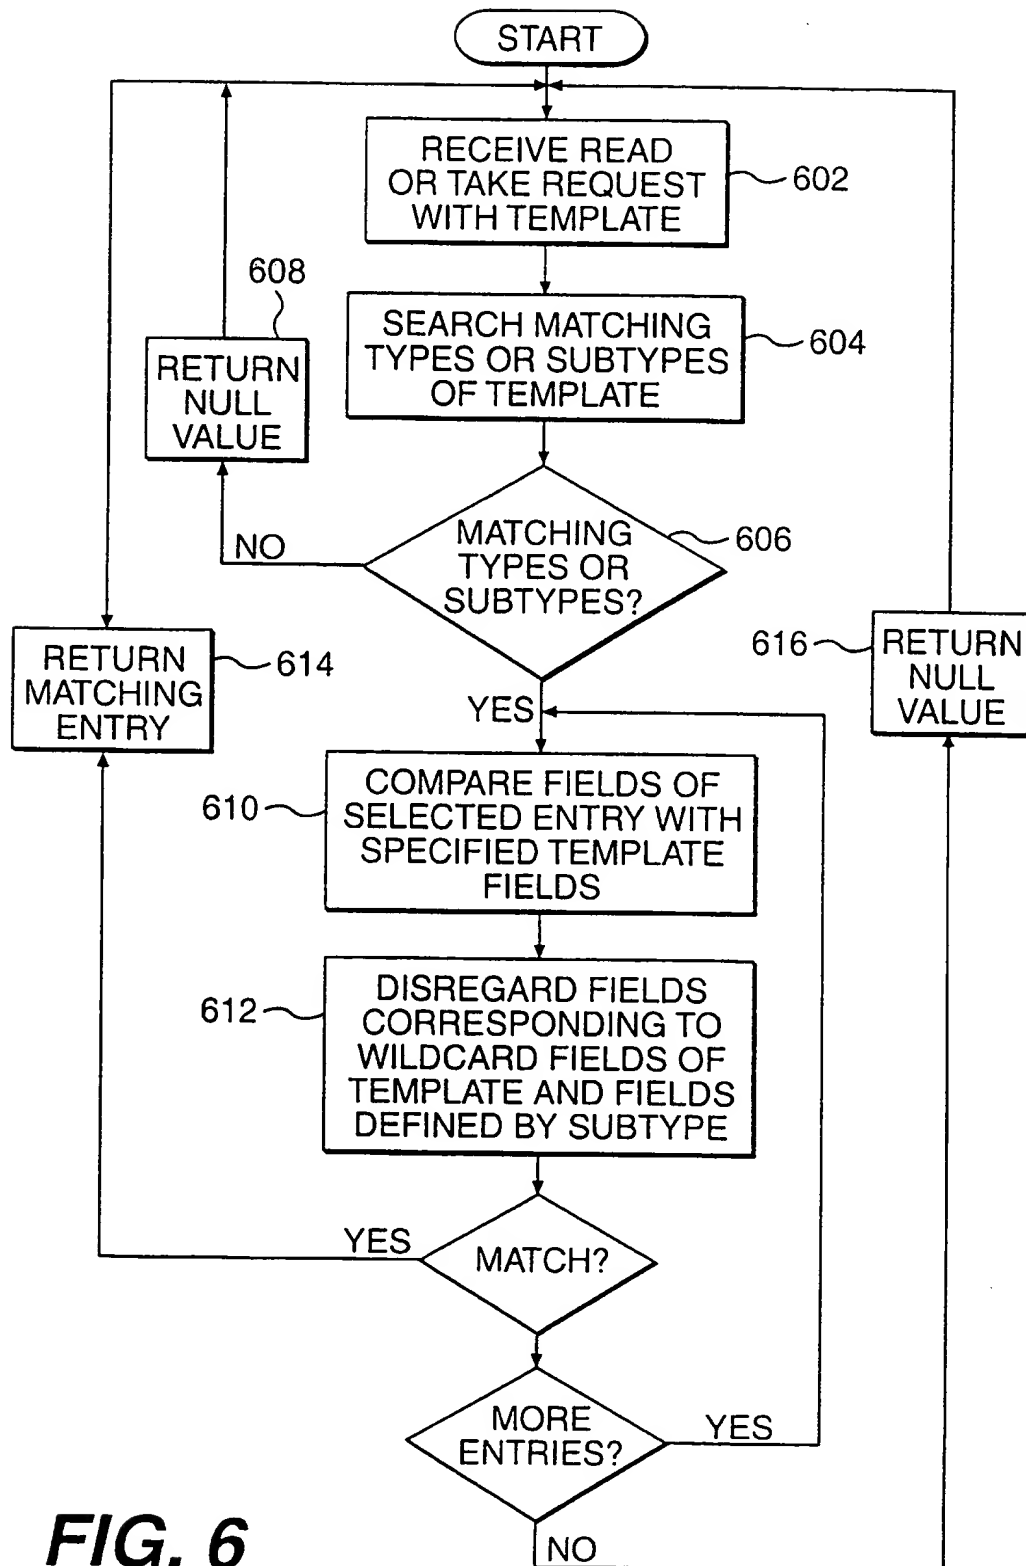 START
RECEIVE READ
OR TAKE REQUEST
WITH TEMPLATE
602
608
SEARCH MATCHING
TYPES OR SUBTYPES
OF TEMPLATE
604
RETURN
NULL
VALUE
MATCHING
TYPES OR
SUBTYPES?
606
NO
RETURN
MATCHING
ENTRY
614
616
RETURN
NULL
VALUE
YES
610
COMPARE FIELDS OF
SELECTED ENTRY WITH
SPECIFIED TEMPLATE
FIELDS
612
DISREGARD FIELDS
CORRESPONDING TO
WILDCARD FIELDS OF
TEMPLATE AND FIELDS
DEFINED BY SUBTYPE
YES
MATCH?
MORE
ENTRIES?
YES
NO
FIG. 6